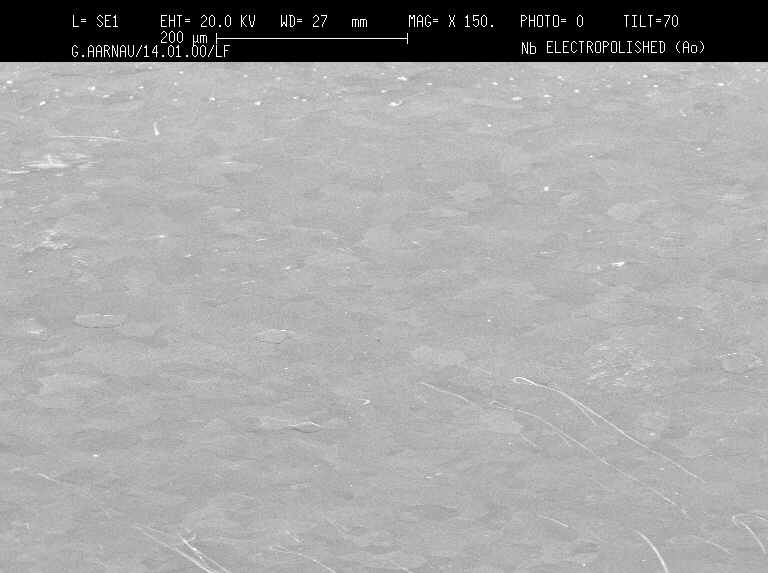 L= SE1 EHT= 20.0 KV WD= 27 mm MAG= X 150. PHOTO= 0 TILT=70
200 µm
G.AARNAU/14.01.00/LF Nb ELECTROPOLISHED (Ao)